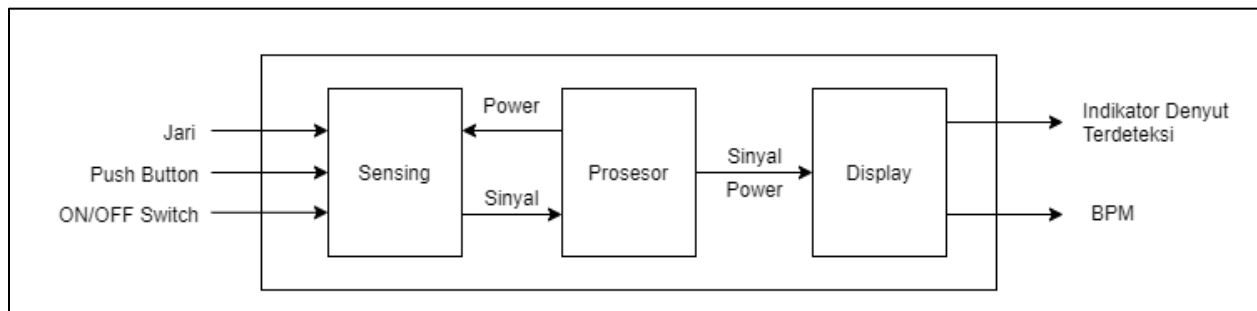 Jari
Push Button
ON/OFF Switch
Sensing
Power
Sinyal
Prosesor
Sinyal
Power
Display
Indikator Denyut
Terdeteksi
BPM